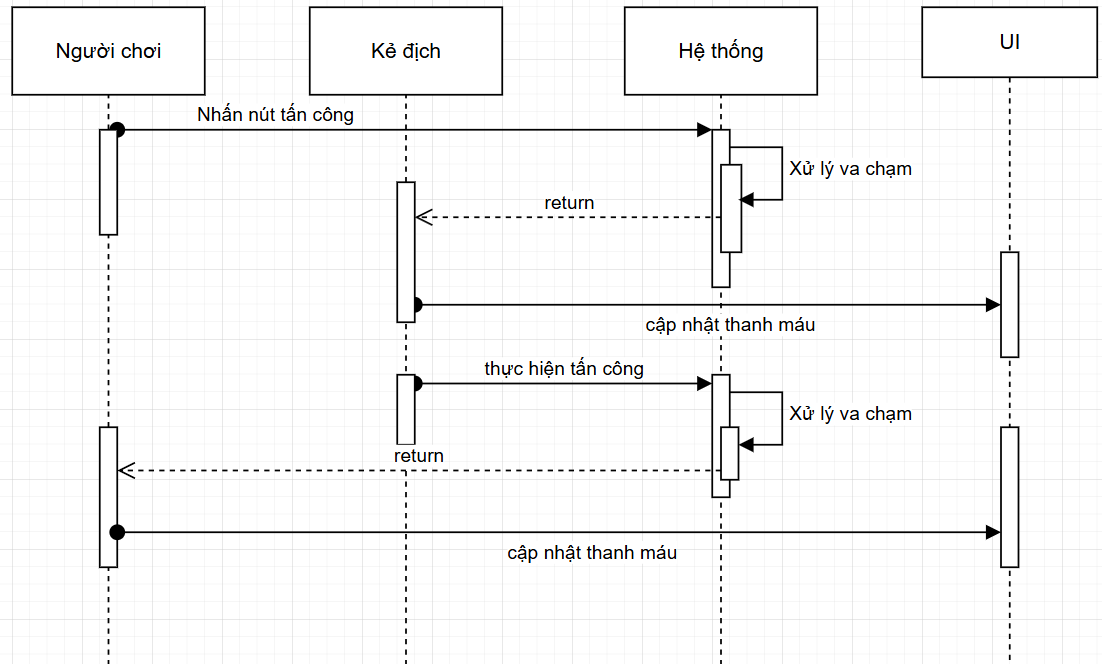 Người chơi
Kẻ địch
Hệ thống
UI
Nhấn nút tấn công
Xử lý va chạm
return
cập nhật thanh máu
thực hiện tấn công
Xử lý va chạm
return
cập nhật thanh máu